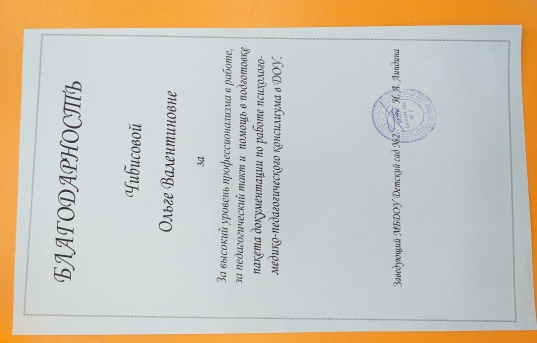 БЛАГОДАРНОСТЬ
Чибисовой
Ольге Валентиновне
за
За высокий уровень профессионализма в работе,
за педагогический такт и помощь в подготовке
пакета документации по работе психолого-
медико-педагогического консилиума в ДОУ.
Заведующий МБДОУ Детский сад №2 Н. А. Линдина